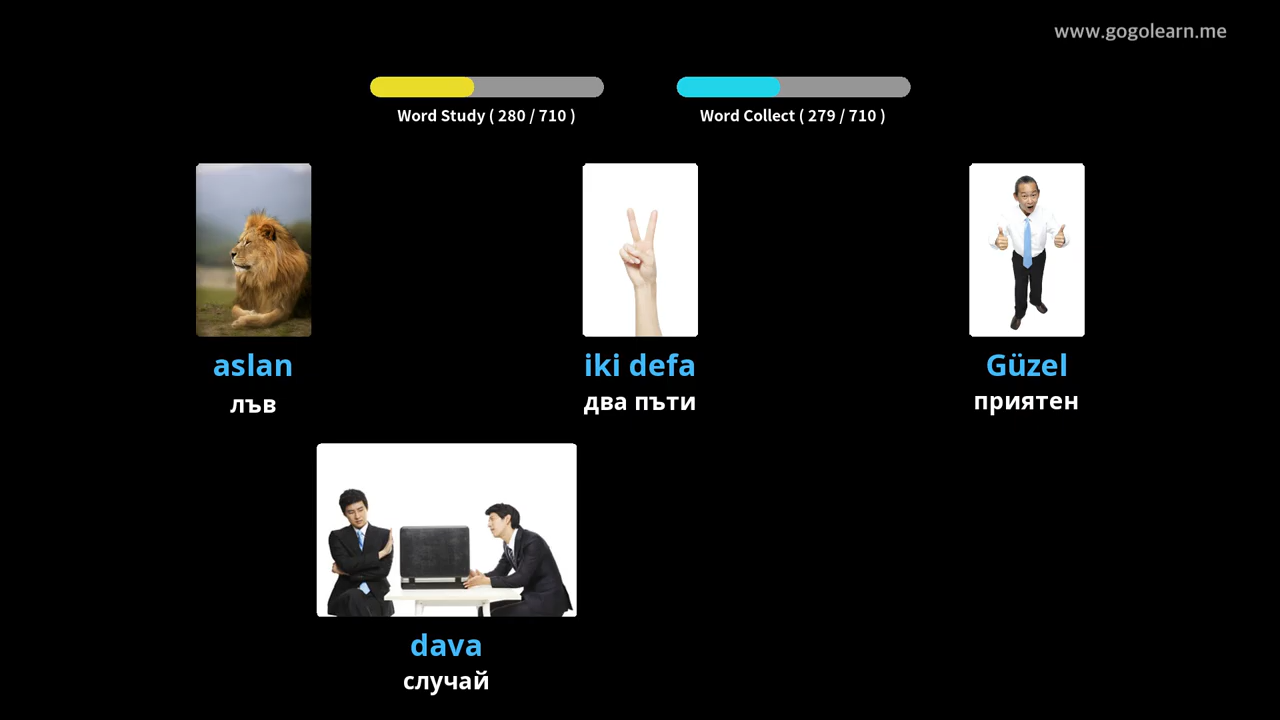 www.gogolearn.me
Word Study ( 280 / 710 )
Word Collect ( 279 / 710 )
aslan
лъв
iki defa
два пъти
Güzel
приятен
dava
случай